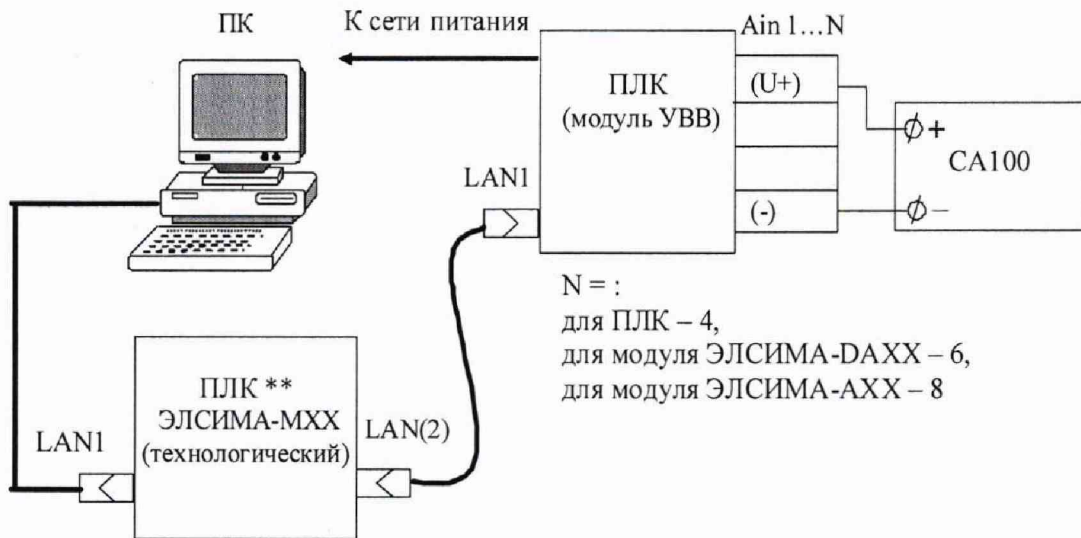 ПК
К сети питания
Ain 1...N
ПЛК
(модуль УВВ)
(U+)
(-)
+
CA100
–
LAN1
N = :
для ПЛК – 4,
для модуля ЭЛСИМА-DAXX – 6,
для модуля ЭЛСИМА-AXX – 8
ПЛК **
ЭЛСИМА-МХХ
(технологический)
LAN1
LAN(2)